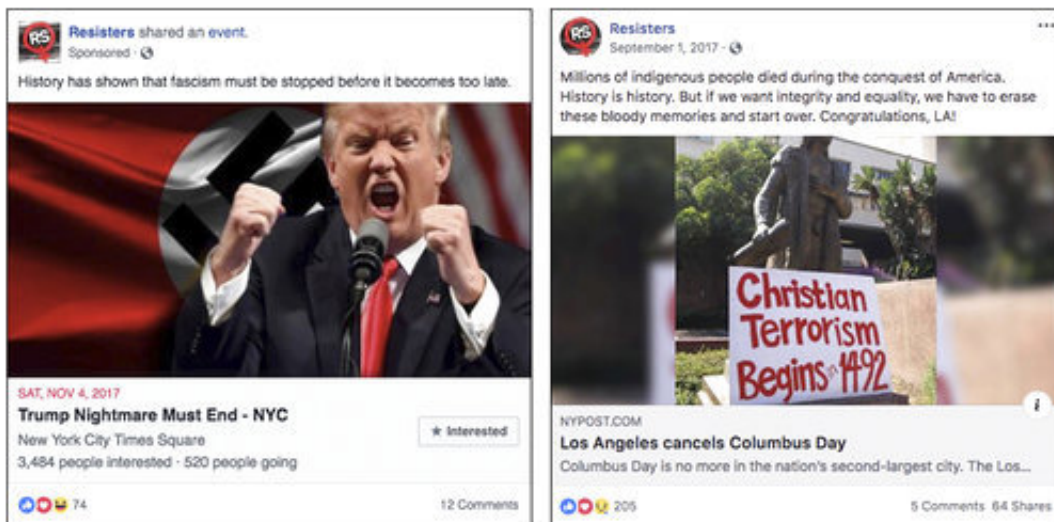 RS
Resisters shared an event.
Sponsored ·
History has shown that fascism must be stopped before it becomes too late.
SAT, NOV 4, 2017
Trump Nightmare Must End - NYC
New York City Times Square
3,484 people interested · 520 people going
★ Interested
74
12 Comments
RS
Resisters
September 1, 2017 ·
...
Millions of indigenous people died during the conquest of America.
History is history. But if we want integrity and equality, we have to erase
these bloody memories and start over. Congratulations, LA!
Christian
Terrorism
Begins in 1492
i
NYPOST.COM
Los Angeles cancels Columbus Day
Columbus Day is no more in the nation's second-largest city. The Los...
205
5 Comments 64 Shares